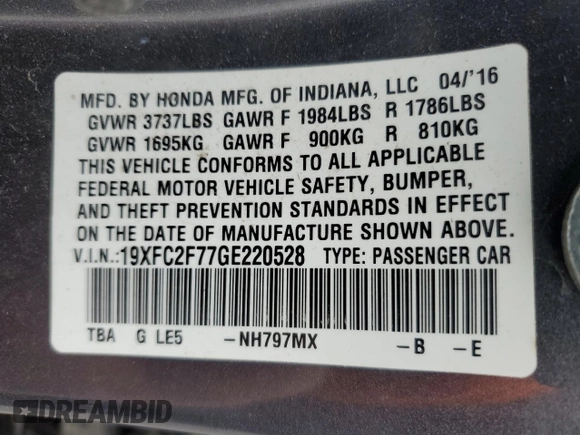 MFD. BY HONDA MFG. OF INDIANA, LLC 04/'16
GVWR 3737LBS GAWR F 1984LBS R 1786LBS
GVWR 1695KG GAWR F 900KG R 810KG
THIS VEHICLE CONFORMS TO ALL APPLICABLE
FEDERAL MOTOR VEHICLE SAFETY, BUMPER,
AND THEFT PREVENTION STANDARDS IN EFFECT
ON THE DATE OF MANUFACTURE SHOWN ABOVE.
V.I.N.:19XFC2F77GE220528 TYPE: PASSENGER CAR
TBA G LE5 -NH797MX -B -E
DREAMBID